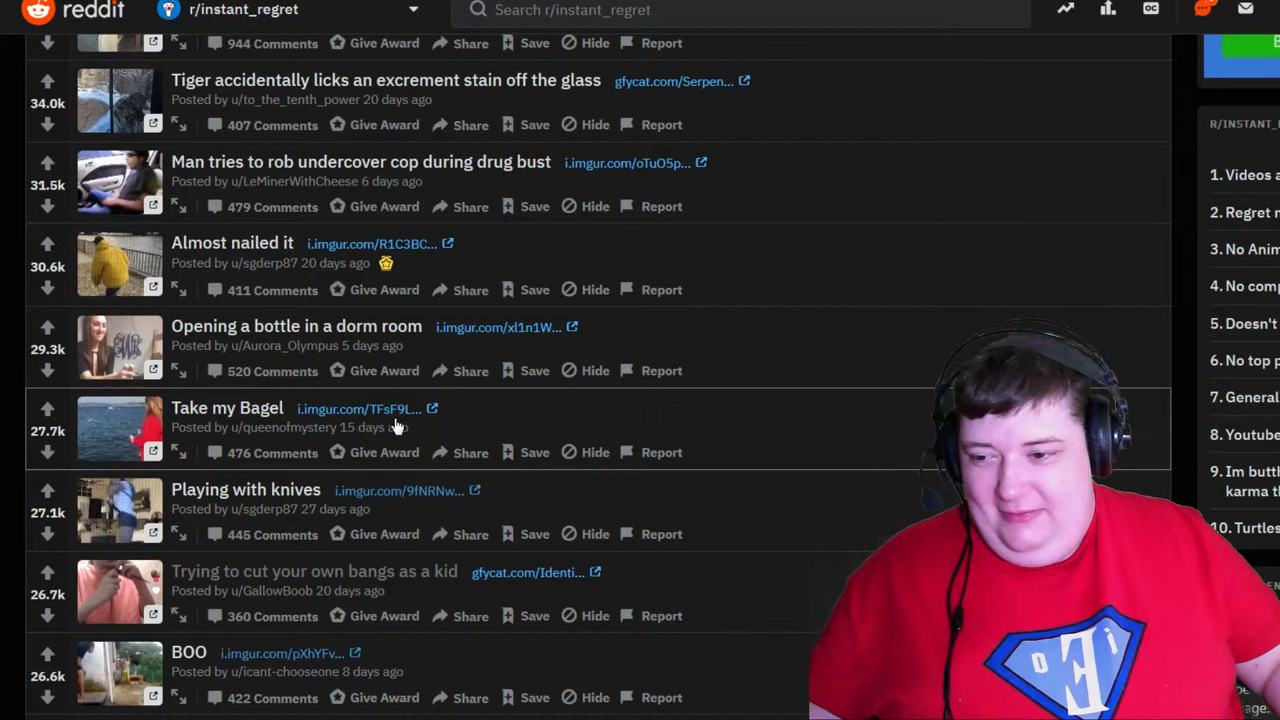 reddit r/instant_regret Search r/instant_regret
944 Comments Give Award Share Save Hide Report
34.0k Tiger accidentally licks an excrement stain off the glass gfycat.com/Serpen...
Posted by u/to_the_tenth_power 20 days ago
407 Comments Give Award Share Save Hide Report
31.5k Man tries to rob undercover cop during drug bust i.imgur.com/oTuO5p...
Posted by u/LeMinerWithCheese 6 days ago
479 Comments Give Award Share Save Hide Report
30.6k Almost nailed it i.imgur.com/R1C3BC...
Posted by u/sgderp87 20 days ago
411 Comments Give Award Share Save Hide Report
29.3k Opening a bottle in a dorm room i.imgur.com/xl1n1W...
Posted by u/Aurora_Olympus 5 days ago
520 Comments Give Award Share Save Hide Report
27.7k Take my Bagel i.imgur.com/TFsF9L...
Posted by u/queenofmystery 15 days ago
476 Comments Give Award Share Save Hide Report
27.1k Playing with knives i.imgur.com/9fNRNw...
Posted by u/sgderp87 27 days ago
445 Comments Give Award Share Save Hide Report
26.7k Trying to cut your own bangs as a kid gfycat.com/Identi...
Posted by u/GallowBoob 20 days ago
360 Comments Give Award Share Save Hide Report
26.6k BOO i.imgur.com/pXhYFv...
Posted by u/icant-chooseone 8 days ago
422 Comments Give Award Share Save Hide Report
R/INSTANT_R
1. Videos a
2. Regret
3. No Ani
4. No com
5. Doesn't
6. No top
7. General
8. Youtube
9. Im butt
karma t
10. Turtles